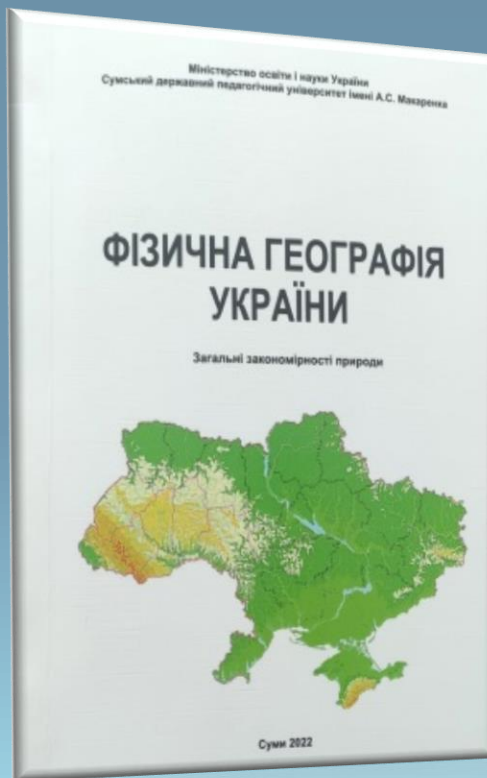 Міністерство освіти і науки України
Сумський державний педагогічний університет імені А.С. Макаренка
ФІЗИЧНА ГЕОГРАФІЯ
УКРАЇНИ
Загальні закономірності природи
Суми 2022